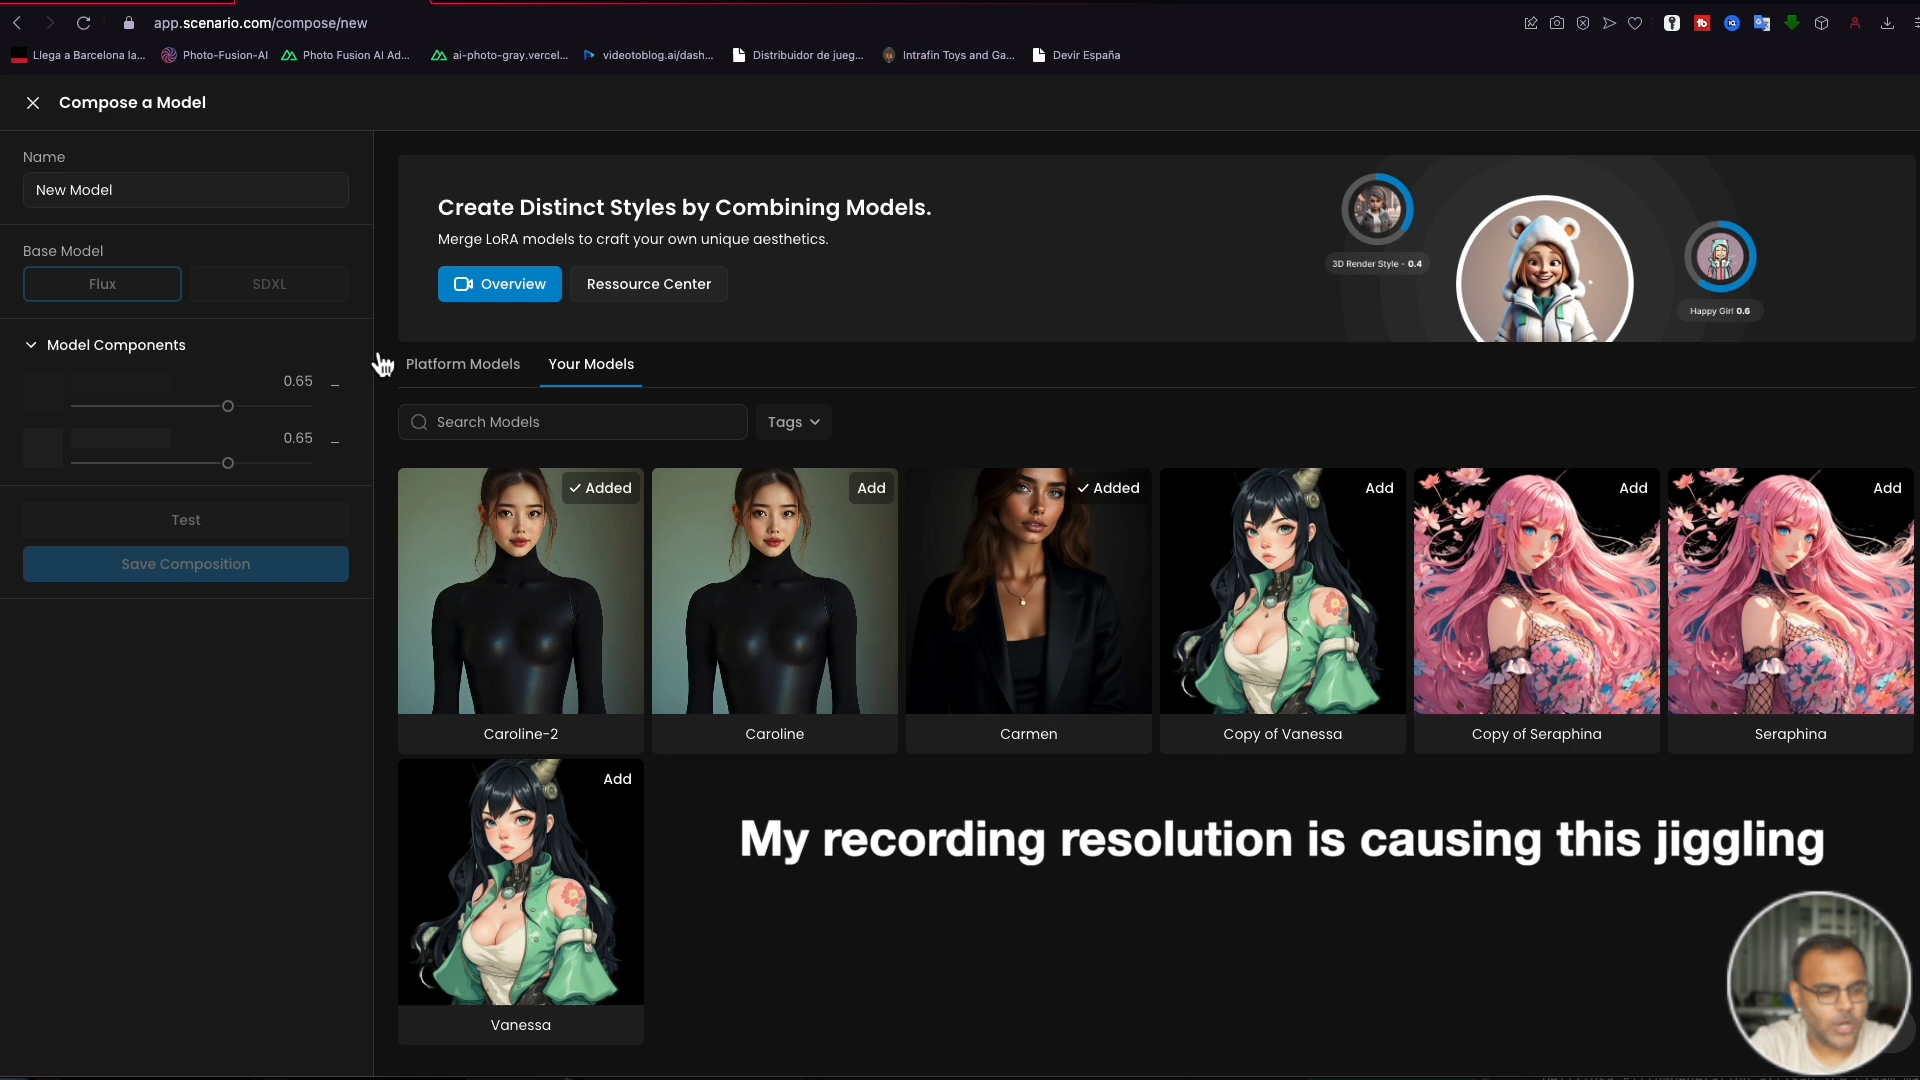 app.scenario.com/compose/new
Llega a Barcelona la...
Photo-Fusion-AI
Photo Fusion AI Ad...
ai-photo-gray.vercel...
videotoblog.ai/dash...
Distribuidor de jueg...
Intrafin Toys and Ga...
Devir España
Compose a Model
Name
New Model
Base Model
Flux
SDXL
Model Components
0.65
0.65
Test
Save Composition
Create Distinct Styles by Combining Models.
Merge LoRA models to craft your own unique aesthetics.
Overview
Ressource Center
3D Render Style - 0.4
Happy Girl 0.6
Platform Models
Your Models
Search Models
Tags
Added
Add
Added
Add
Add
Add
Caroline-2
Caroline
Carmen
Copy of Vanessa
Copy of Seraphina
Seraphina
Add
Vanessa
My recording resolution is causing this jiggling